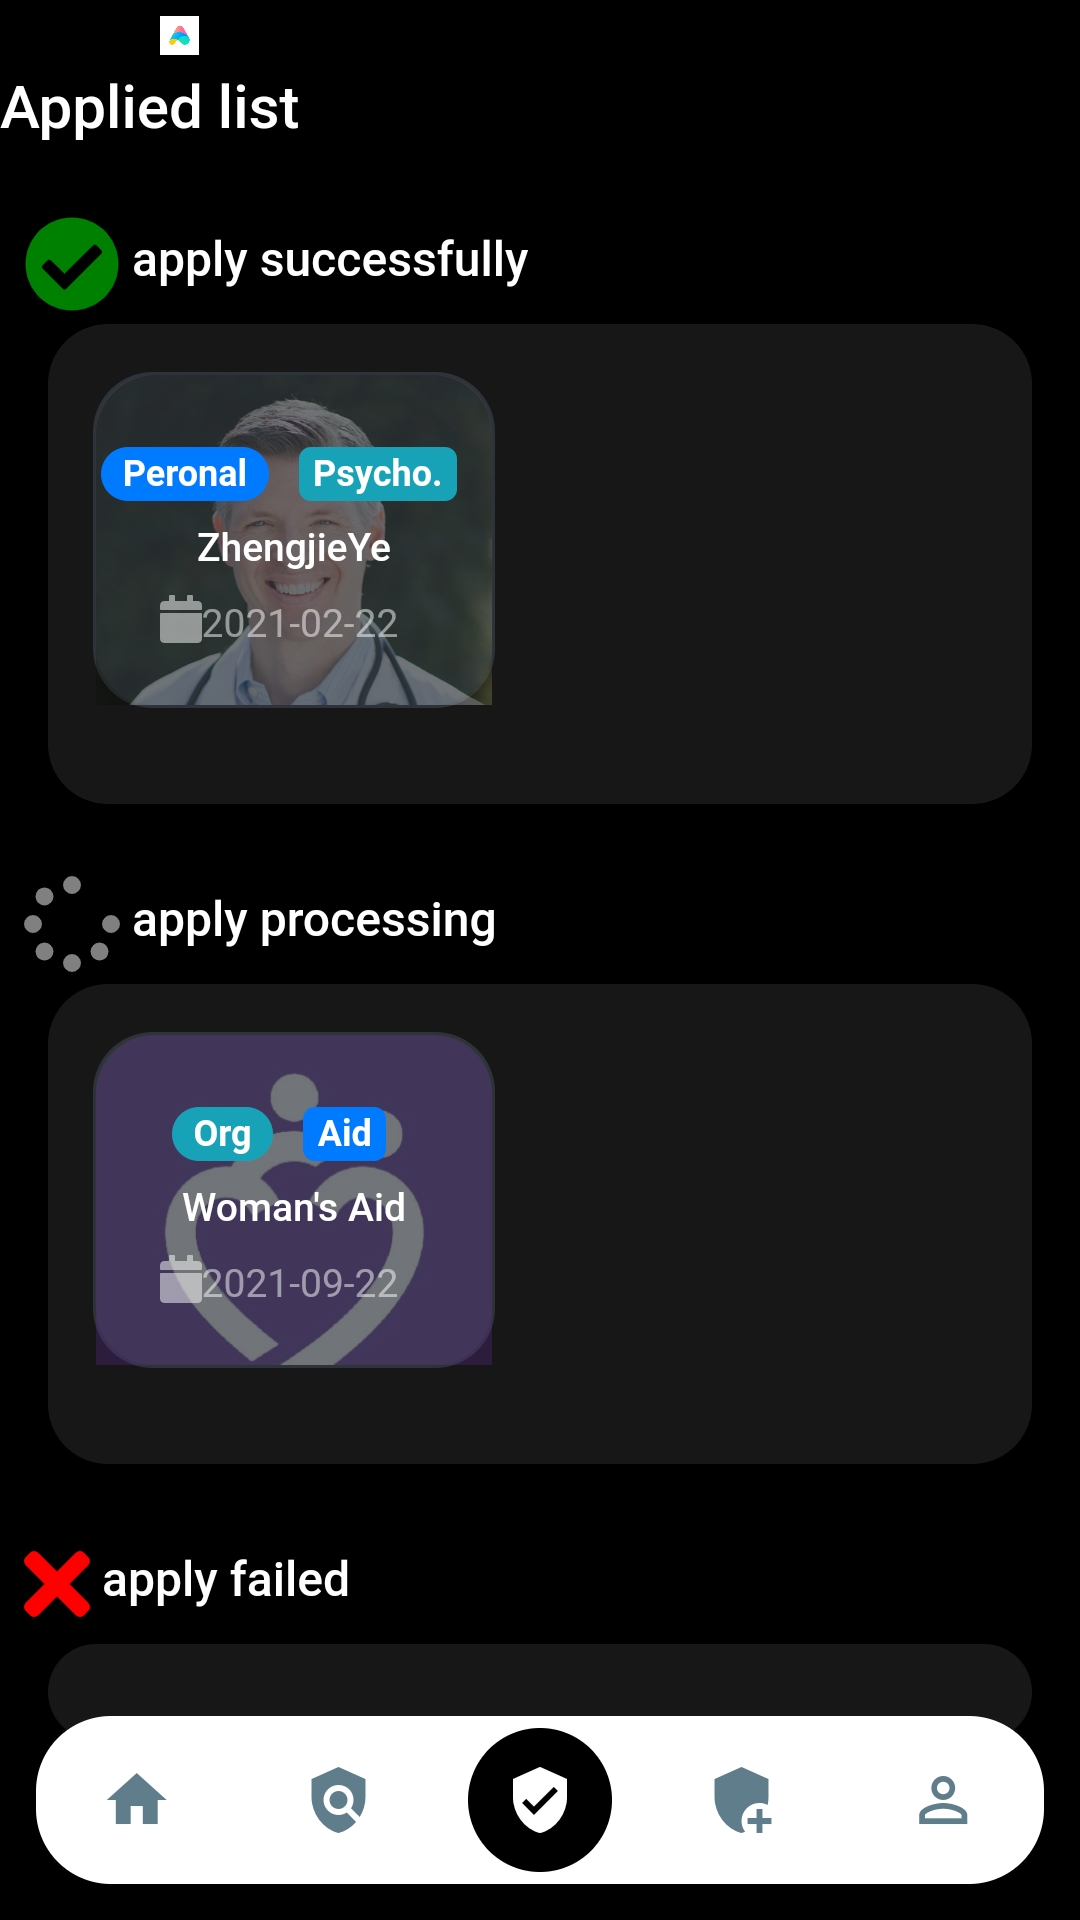 Applied list
apply successfully
Peronal Psycho.
ZhengjieYe
2021-02-22
apply processing
Org Aid
Woman's Aid
2021-09-22
apply failed